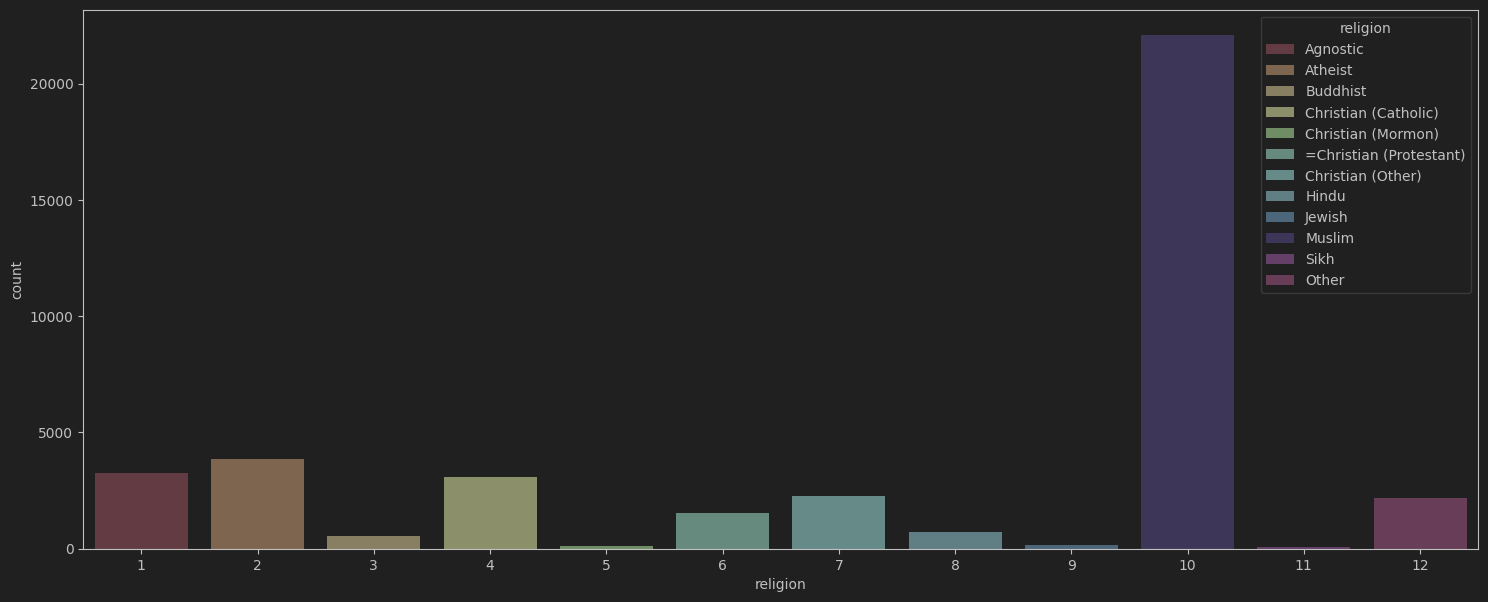 religion
Agnostic
Atheist
Buddhist
Christian (Catholic)
Christian (Mormon)
=Christian (Protestant)
Christian (Other)
Hindu
Jewish
Muslim
Sikh
Other
20000
15000
10000
5000
0
count
1 2 3 4 5 6 7 8 9 10 11 12
religion